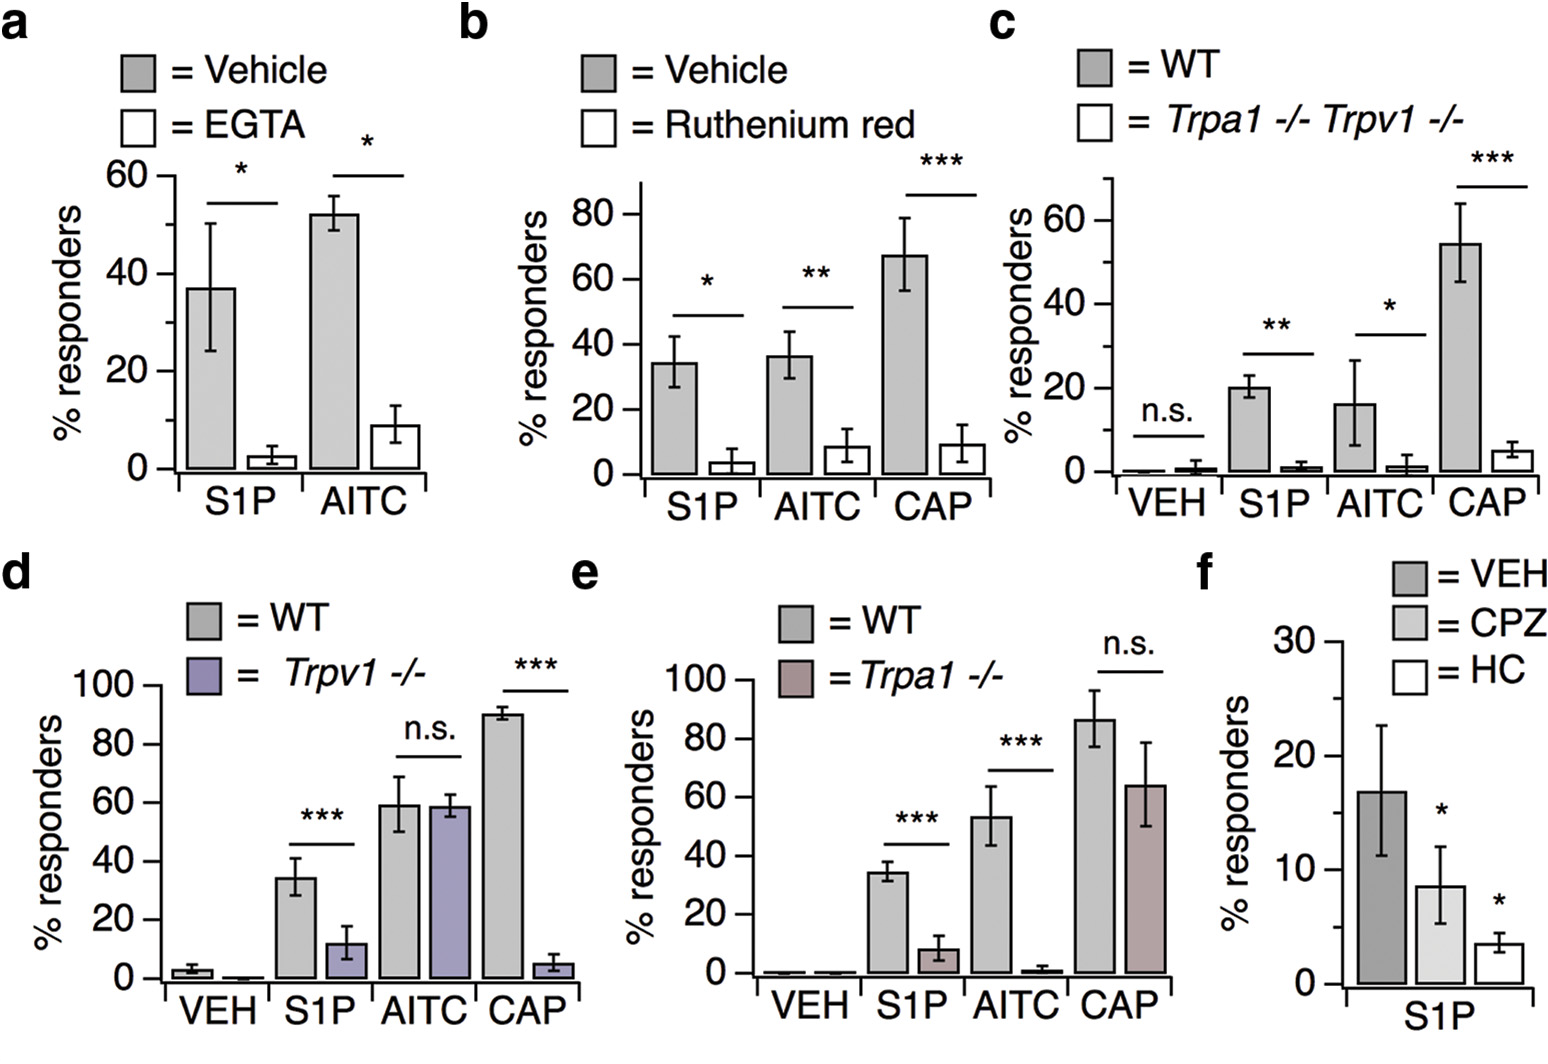 a
= Vehicle
= EGTA
* *
60
40
20
0
% responders
S1P AITC
b
= Vehicle
= Ruthenium red
* ** ***
80
60
40
20
0
% responders
S1P AITC CAP
c
= WT
= Trpa1 -/- Trpv1 -/-
n.s. ** * ***
60
40
20
0
% responders
VEH S1P AITC CAP
d
= WT
= Trpv1 -/-
*** n.s. ***
100
80
60
40
20
0
% responders
VEH S1P AITC CAP
e
= WT
= Trpa1 -/-
*** *** n.s.
100
80
60
40
20
0
% responders
VEH S1P AITC CAP
f
= VEH
= CPZ
= HC
* *
30
20
10
0
% responders
S1P